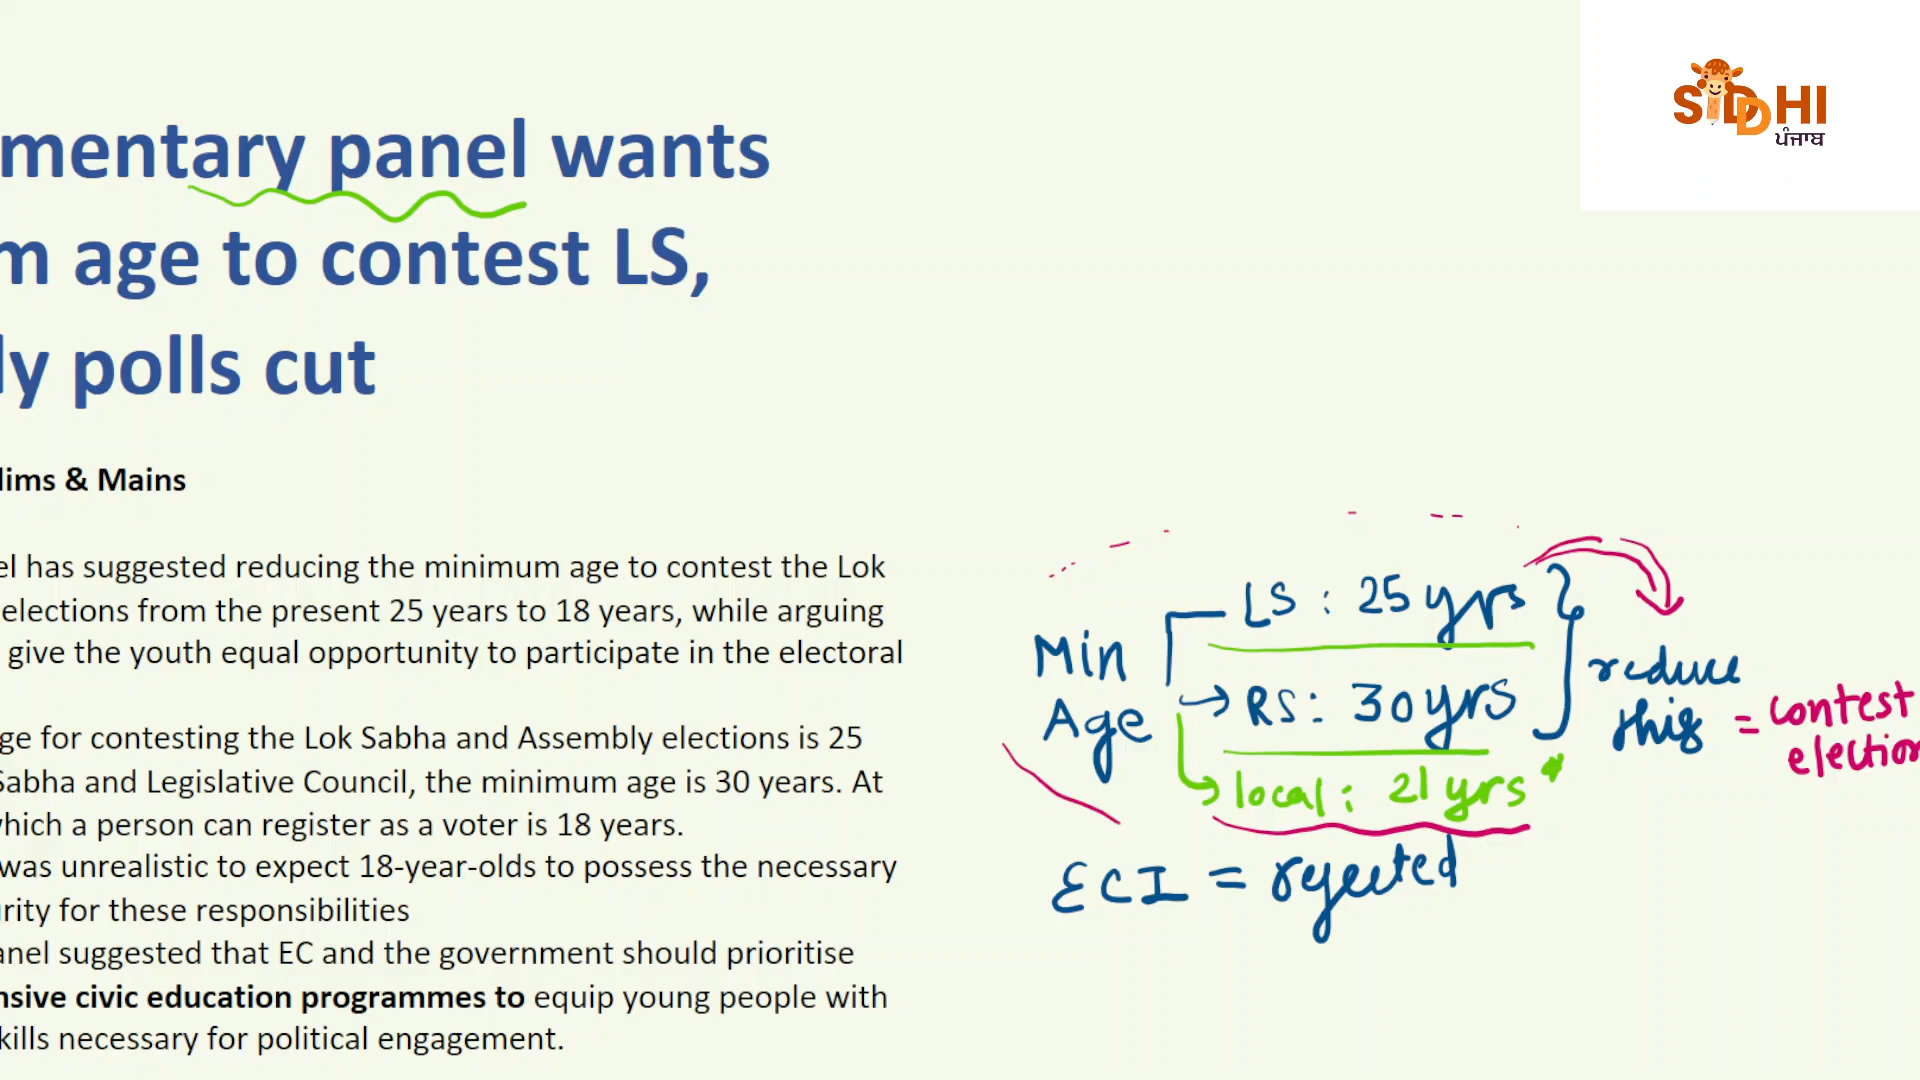 SIDDHI
ਪੰਜਾਬ
mentary panel wants
m age to contest LS,
ly polls cut
lims & Mains
el has suggested reducing the minimum age to contest the Lok
elections from the present 25 years to 18 years, while arguing
give the youth equal opportunity to participate in the electoral
ge for contesting the Lok Sabha and Assembly elections is 25
Sabha and Legislative Council, the minimum age is 30 years. At
which a person can register as a voter is 18 years.
was unrealistic to expect 18-year-olds to possess the necessary
urity for these responsibilities
anel suggested that EC and the government should prioritise
nsive civic education programmes to equip young people with
kills necessary for political engagement.
Min
Age
LS : 25 yrs
→ RS: 30 yrs
local : 21 yrs *
reduce
this = contest
election
ECI = rejected